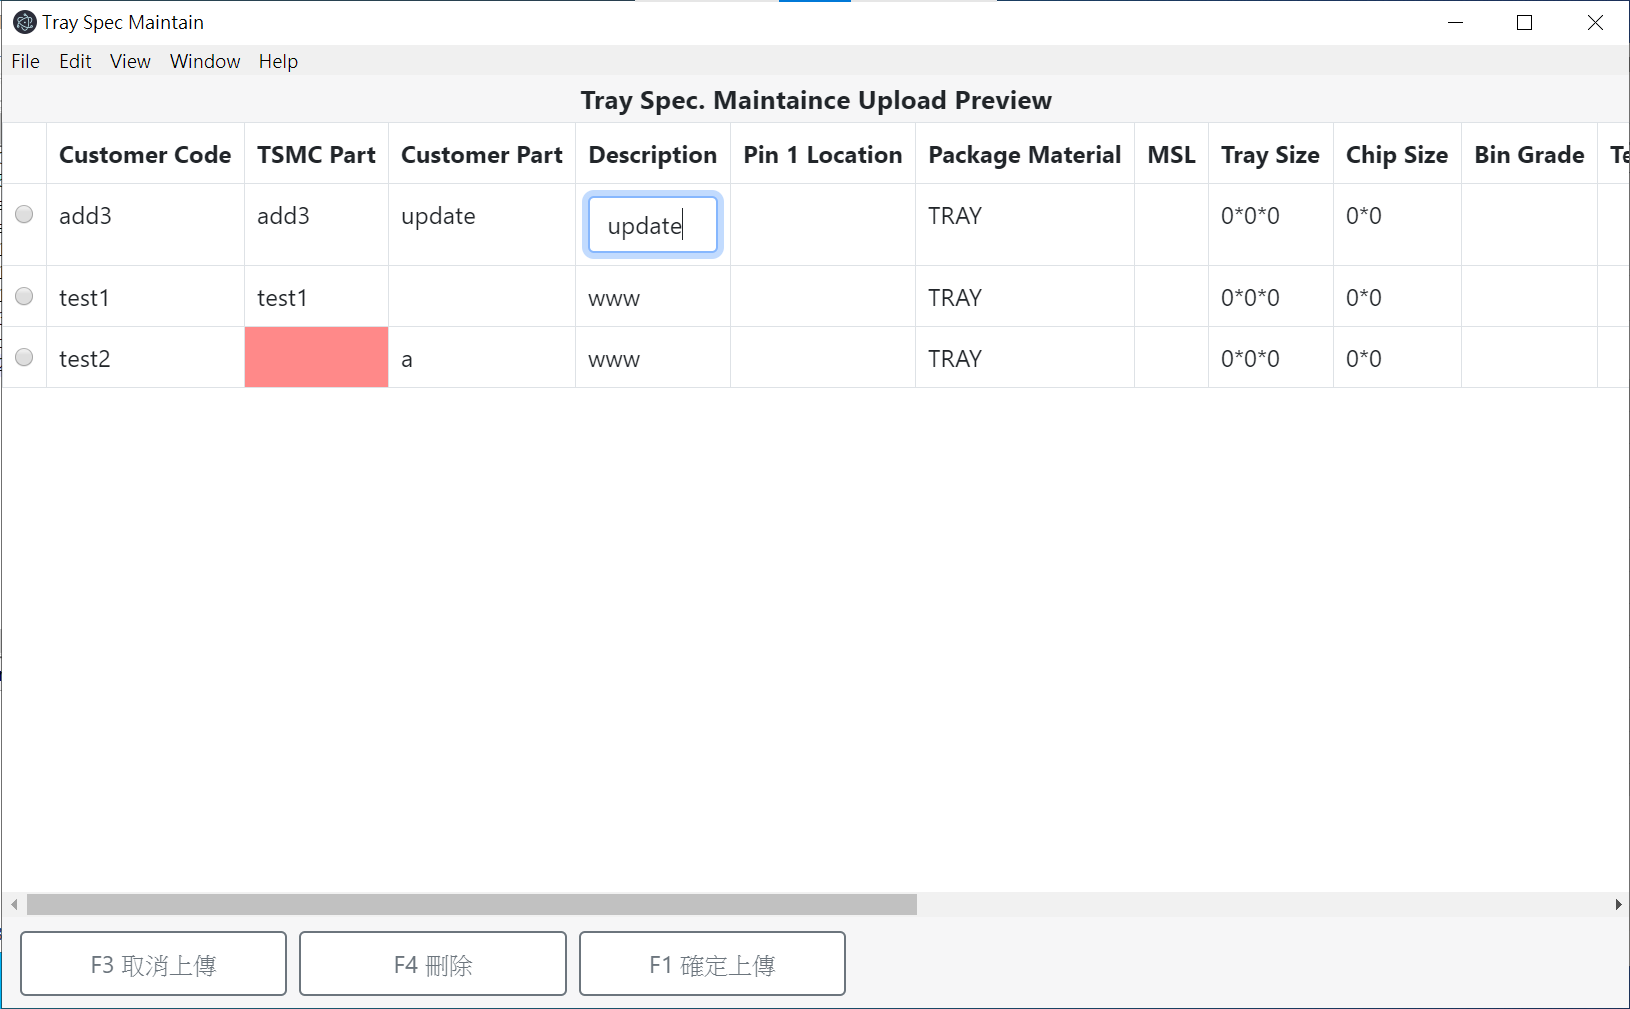 Tray Spec Maintain
File Edit View Window Help
Tray Spec. Maintaince Upload Preview
Customer Code TSMC Part Customer Part Description Pin 1 Location Package Material MSL Tray Size Chip Size Bin Grade
add3 add3 update update TRAY 0*0*0 0*0
test1 test1 www TRAY 0*0*0 0*0
test2 a www TRAY 0*0*0 0*0
F3 取消上傳 F4 刪除 F1 確定上傳